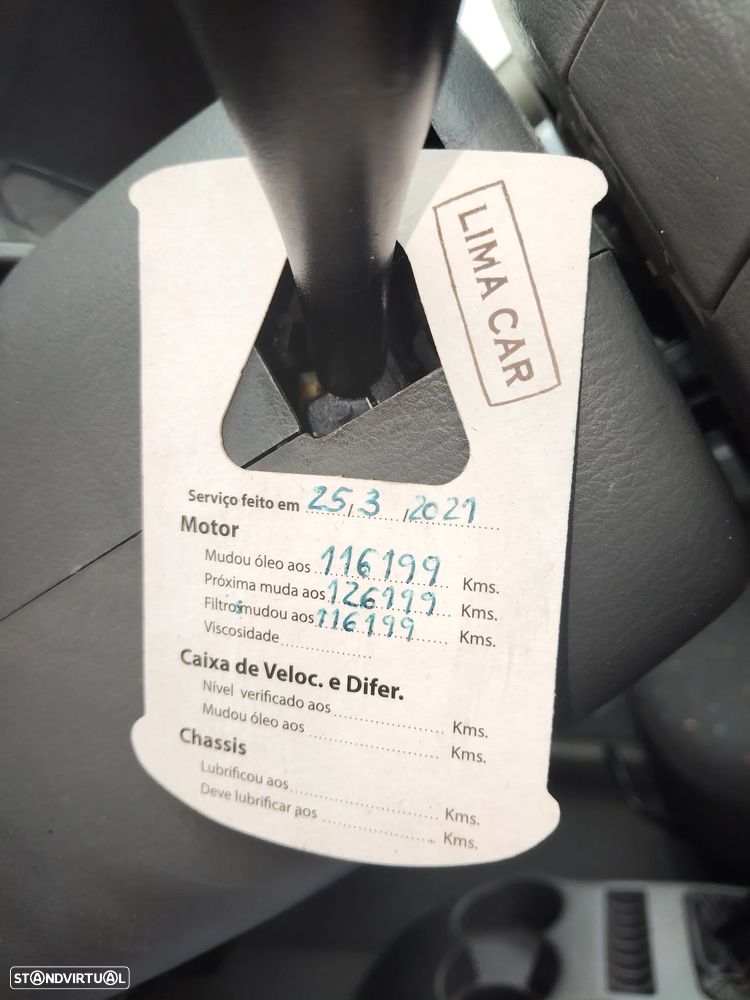 LIMA CAR
Serviço feito em 25/3/2021
Motor
Mudou óleo aos 116199 Kms.
Próxima muda aos 126199 Kms.
Filtros mudou aos 116199 Kms.
Viscosidade
Caixa de Veloc. e Difer.
Nível verificado aos Kms.
Mudou óleo aos Kms.
Chassis
Lubrificou aos Kms.
Deve lubrificar aos Kms.
STANDVIRTUAL